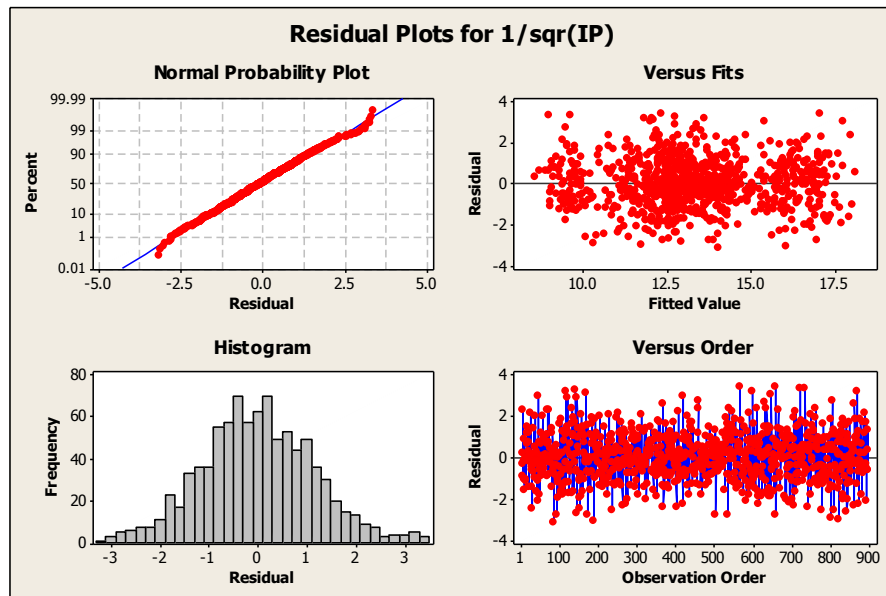 Residual Plots for 1/sqr(IP)
Normal Probability Plot
99.99
99
90
50
10
1
0.01
Percent
-5.0 -2.5 0.0 2.5 5.0
Residual
Versus Fits
4
2
0
-2
-4
Residual
10.0 12.5 15.0 17.5
Fitted Value
Histogram
80
60
40
20
0
Frequency
-3 -2 -1 0 1 2 3
Residual
Versus Order
4
2
0
-2
-4
Residual
1 100 200 300 400 500 600 700 800 900
Observation Order